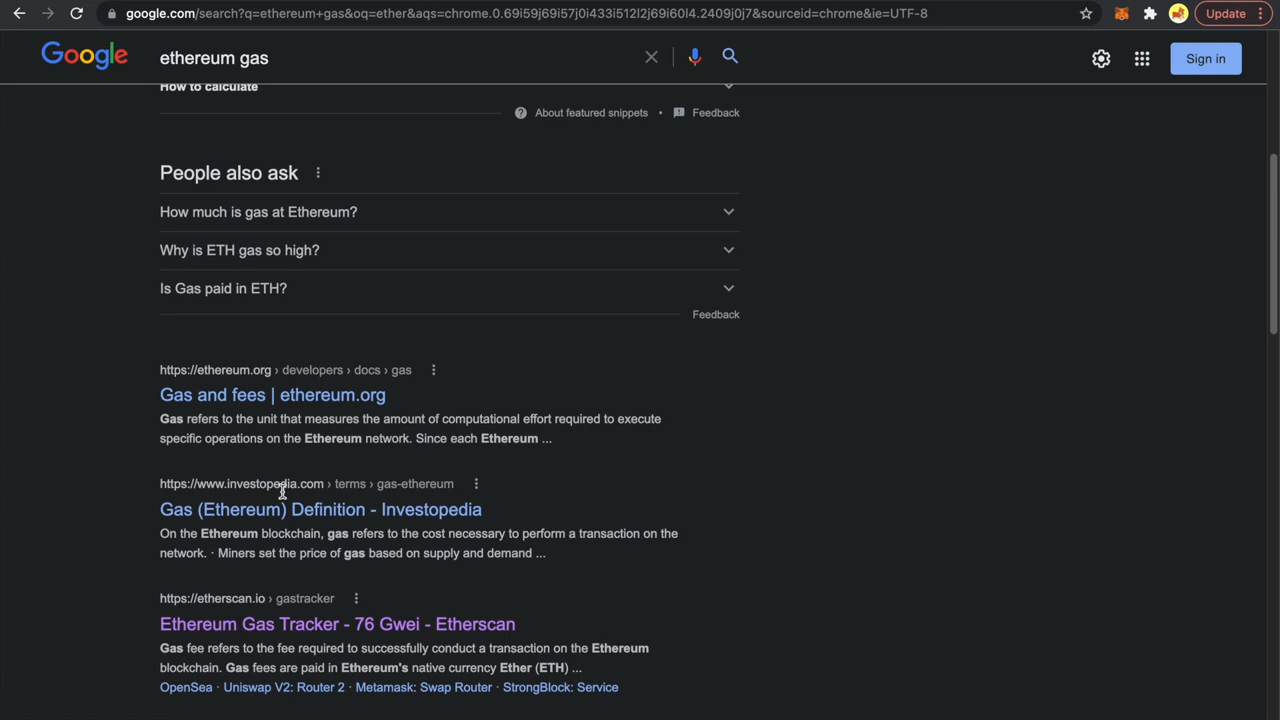 google.com/search?q=ethereum+gas&oq=ether&aqs=chrome.0.69i59j69i57j0i433i512l2j69i60l4.2409j0j7&sourceid=chrome&ie=UTF-8
Update
Google
ethereum gas
Sign in
How to calculate
About featured snippets • Feedback
People also ask
How much is gas at Ethereum?
Why is ETH gas so high?
Is Gas paid in ETH?
Feedback
https://ethereum.org › developers › docs › gas
Gas and fees | ethereum.org
Gas refers to the unit that measures the amount of computational effort required to execute
specific operations on the Ethereum network. Since each Ethereum ...
https://www.investopedia.com › terms › gas-ethereum
Gas (Ethereum) Definition - Investopedia
On the Ethereum blockchain, gas refers to the cost necessary to perform a transaction on the
network. · Miners set the price of gas based on supply and demand ...
https://etherscan.io › gastracker
Ethereum Gas Tracker - 76 Gwei - Etherscan
Gas fee refers to the fee required to successfully conduct a transaction on the Ethereum
blockchain. Gas fees are paid in Ethereum's native currency Ether (ETH) ...
OpenSea · Uniswap V2: Router 2 · Metamask: Swap Router · StrongBlock: Service